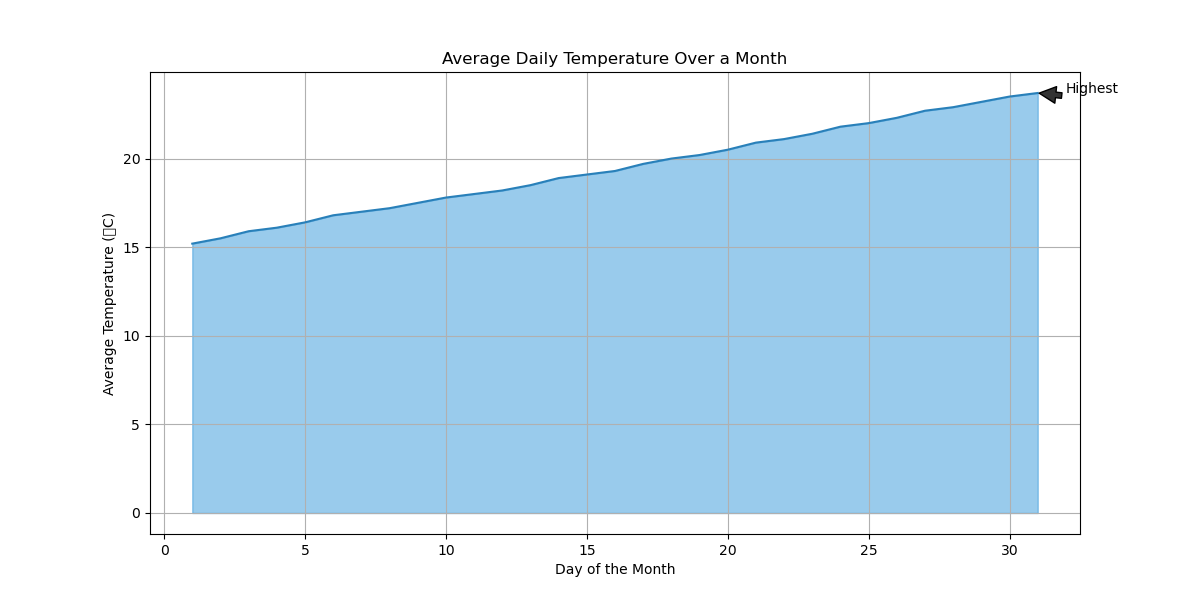 Average Daily Temperature Over a Month
Highest
Average Temperature (▯C)
20
15
10
5
0
0 5 10 15 20 25 30
Day of the Month